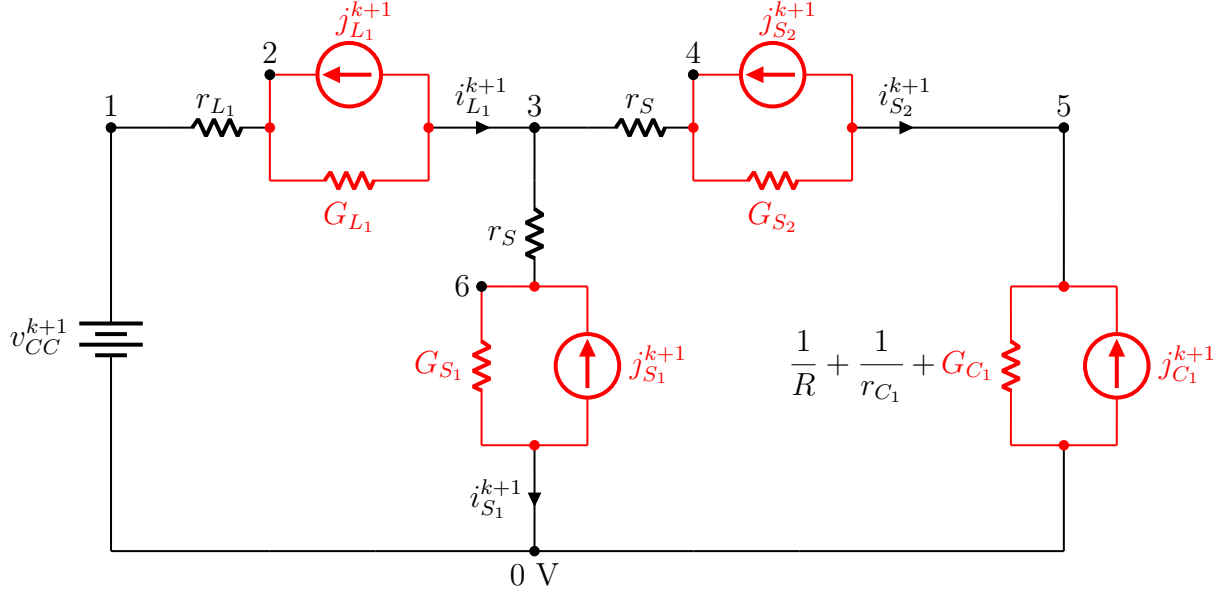 j_{L_1}^{k+1}
j_{S_2}^{k+1}
2
4
1
r_{L_1}
i_{L_1}^{k+1}
3
r_S
i_{S_2}^{k+1}
5
G_{L_1}
G_{S_2}
r_S
6
v_{CC}^{k+1}
G_{S_1}
j_{S_1}^{k+1}
\frac{1}{R} + \frac{1}{r_{C_1}} + G_{C_1}
j_{C_1}^{k+1}
i_{S_1}^{k+1}
0 V